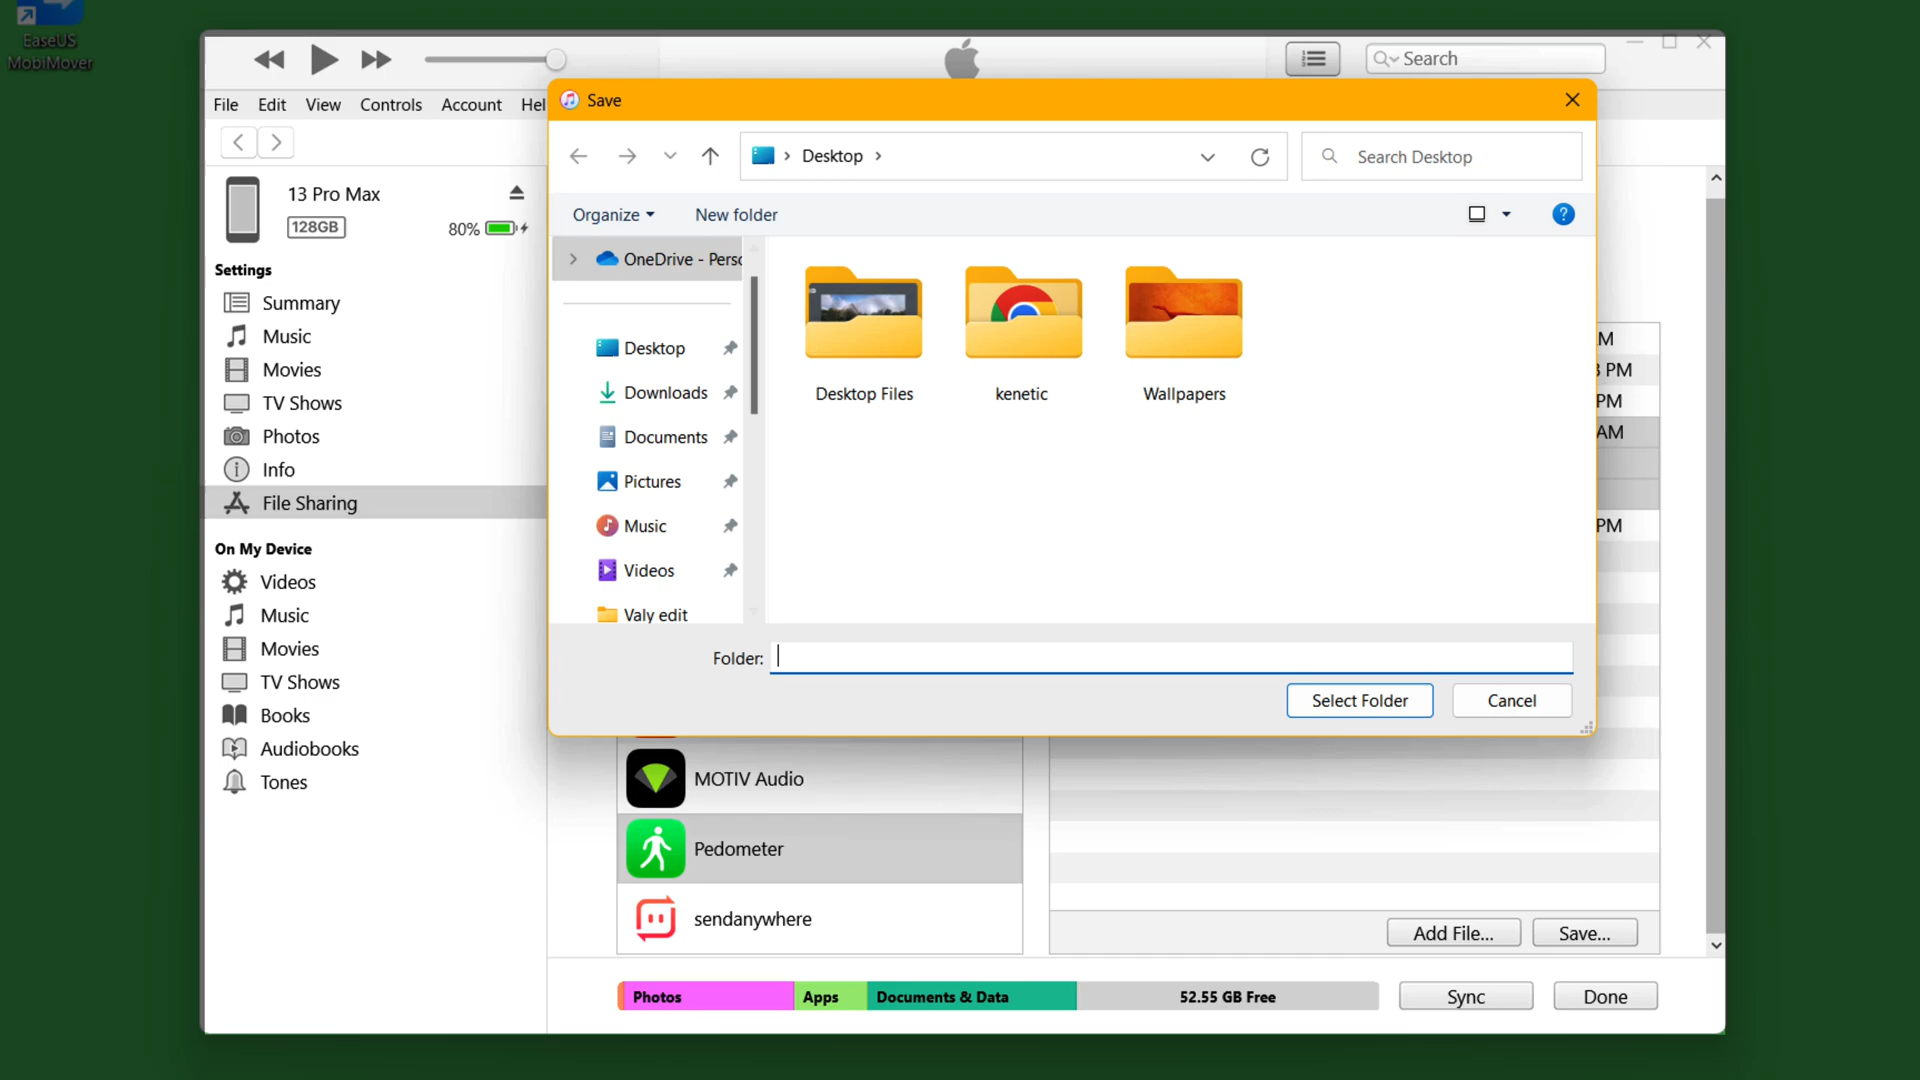 EaseUS
MobiMover
Search
File Edit View Controls Account Hel
Save
Desktop
Search Desktop
Organize
New folder
13 Pro Max
128GB
80%
Settings
Summary
Music
Movies
TV Shows
Photos
Info
File Sharing
On My Device
Videos
Music
Movies
TV Shows
Books
Audiobooks
Tones
OneDrive - Perso
Desktop
Downloads
Documents
Pictures
Music
Videos
Valy edit
Desktop Files
kenetic
Wallpapers
Folder:
Select Folder
Cancel
M
3 PM
PM
AM
PM
MOTIV Audio
Pedometer
sendanywhere
Add File...
Save...
Photos
Apps
Documents & Data
52.55 GB Free
Sync
Done